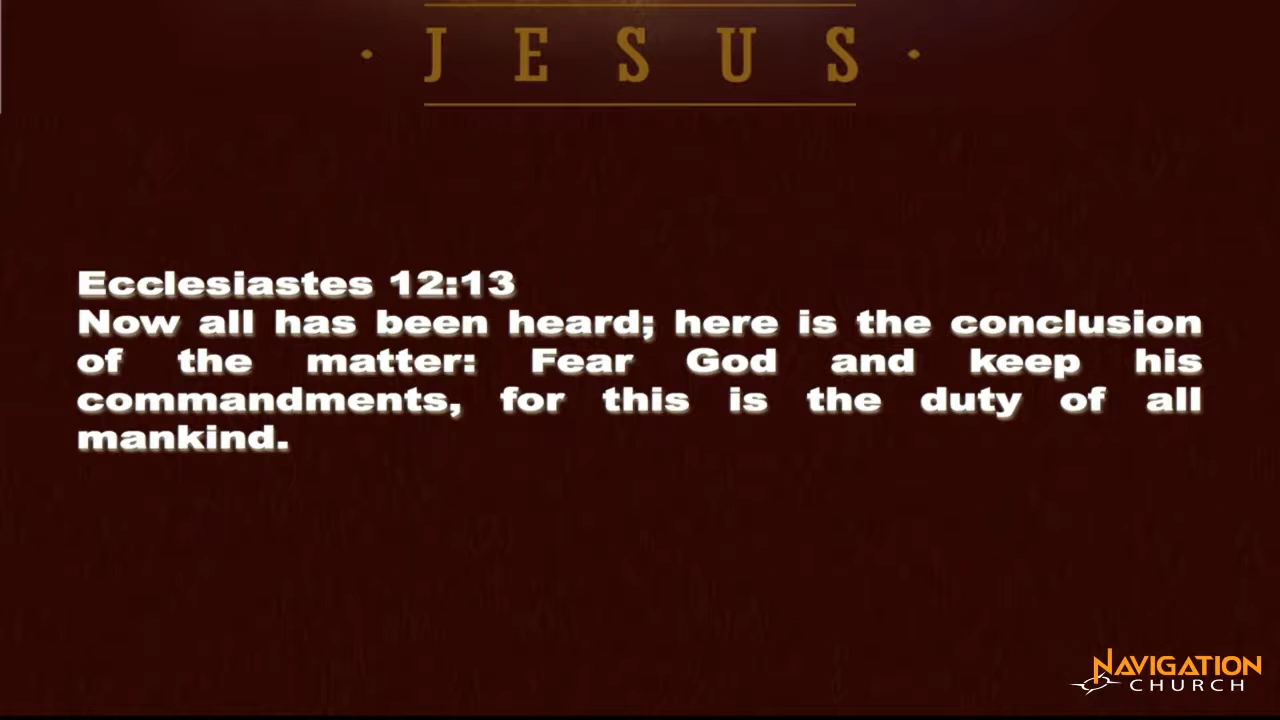 JESUS
Ecclesiastes 12:13
Now all has been heard; here is the conclusion
of the matter: Fear God and keep his
commandments, for this is the duty of all
mankind.
NAVIGATION
CHURCH